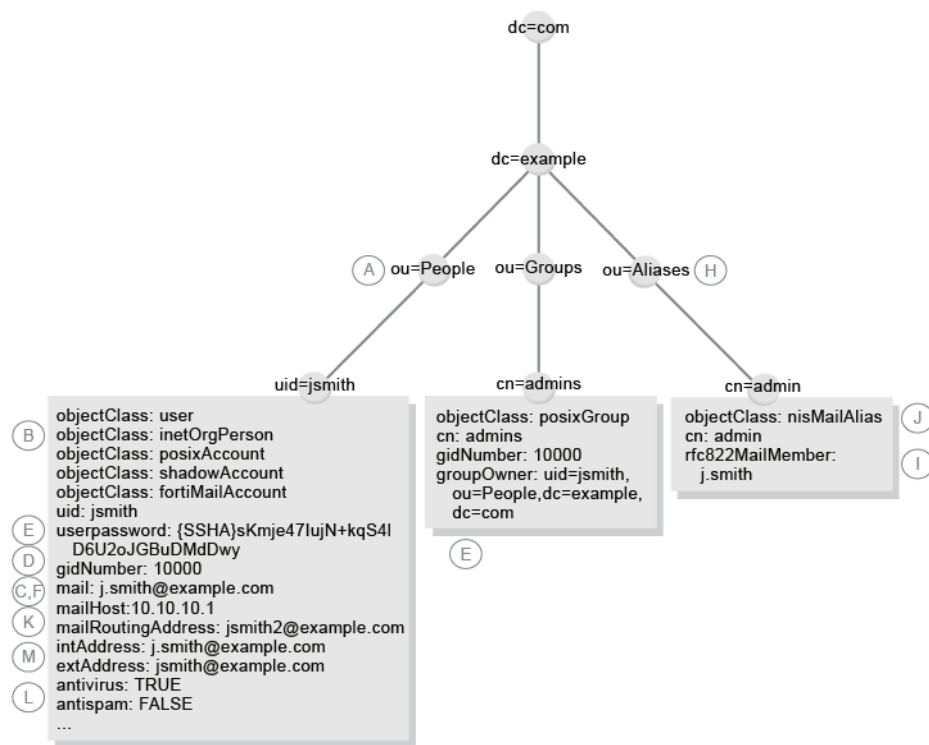 dc=com
dc=example
A
ou=People
ou=Groups
ou=Aliases
H
uid=jsmith
cn=admins
cn=admin
B
objectClass: user
objectClass: inetOrgPerson
objectClass: posixAccount
objectClass: shadowAccount
objectClass: fortiMailAccount
uid: jsmith
E
userpassword: {SSHA}sKmje47IujN+kqS4I
D6U2oJGBuDMdDwy
D
gidNumber: 10000
C,F
mail: j.smith@example.com
mailHost:10.10.10.1
K
mailRoutingAddress: jsmith2@example.com
intAddress: j.smith@example.com
M
extAddress: jsmith@example.com
antivirus: TRUE
L
antispam: FALSE
...
objectClass: posixGroup
cn: admins
gidNumber: 10000
groupOwner: uid=jsmith,
ou=People,dc=example,
dc=com
E
objectClass: nisMailAlias
J
cn: admin
rfc822MailMember:
I
j.smith